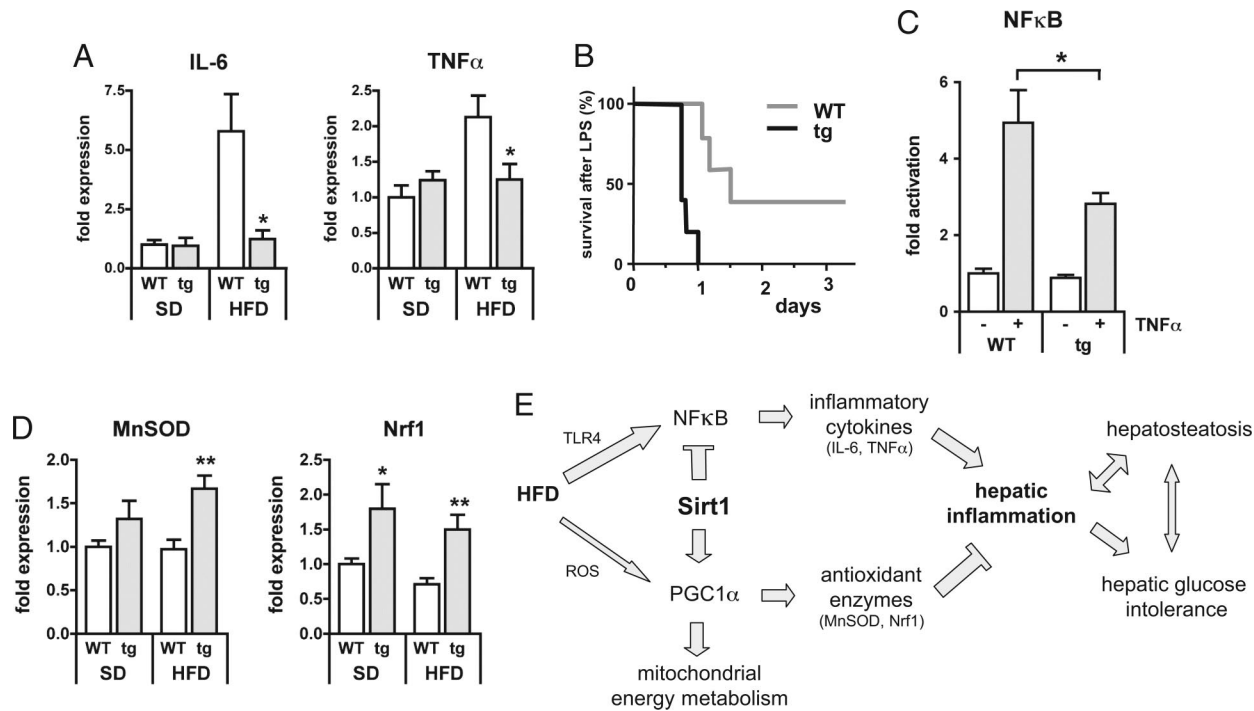 A
IL-6
fold expression
7.5
5.0
2.5
0.0
*
WT tg WT tg
SD HFD
TNFα
fold expression
2.5
2.0
1.5
1.0
0.5
0.0
*
WT tg WT tg
SD HFD
B
survival after LPS (%)
100
50
0
WT
tg
0 1 2 3
days
C
NFκB
*
fold activation
6
4
2
0
- + - + TNFα
WT tg
D
MnSOD
fold expression
2.0
1.5
1.0
0.5
0.0
**
WT tg WT tg
SD HFD
Nrf1
fold expression
2.5
2.0
1.5
1.0
0.5
0.0
*
**
WT tg WT tg
SD HFD
E
HFD
TLR4
ROS
NFκB
Sirt1
PGC1α
mitochondrial
energy metabolism
inflammatory
cytokines
(IL-6, TNFα)
antioxidant
enzymes
(MnSOD, Nrf1)
hepatic
inflammation
hepatosteatosis
hepatic glucose
intolerance